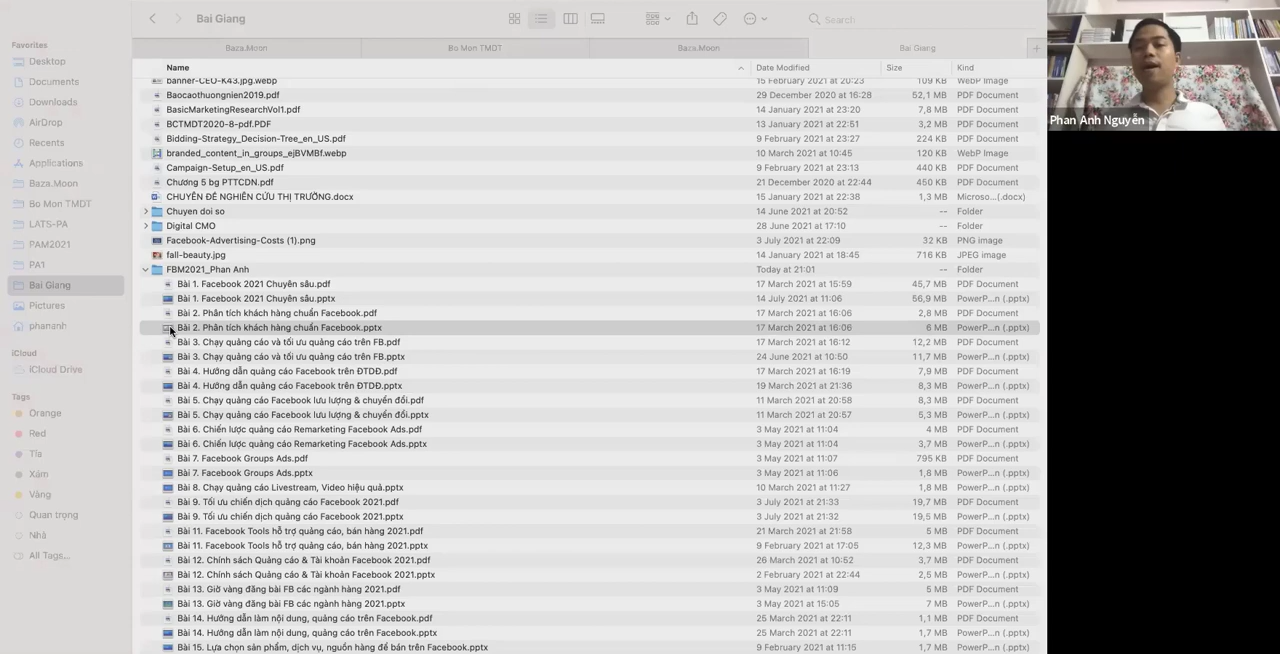 Bai Giang
Search
Favorites
Desktop
Documents
Downloads
AirDrop
Recents
Applications
Baza.Moon
Bo Mon TMDT
LATS-PA
PAM2021
PA1
Bai Giang
Pictures
phananh
iCloud
iCloud Drive
Tags
Orange
Red
Tía
Xám
Vàng
Quan trọng
Nhà
All Tags...
Baza.Moon Bo Mon TMDT Baza.Moon Bai Giang
Name Date Modified Size Kind
banner-CEO-K43.jpg.webp 15 February 2021 at 20:23 109 KB WebP Image
Baocaothuongnien2019.pdf 29 December 2020 at 16:28 52,1 MB PDF Document
BasicMarketingResearchVol1.pdf 14 January 2021 at 23:20 7,8 MB PDF Document
BCTMDT2020-8-pdf.PDF 13 January 2021 at 22:51 3,2 MB PDF Document
Bidding-Strategy_Decision-Tree_en_US.pdf 9 February 2021 at 23:27 224 KB PDF Document
branded_content_in_groups_ejBVMBf.webp 10 March 2021 at 10:45 120 KB WebP Image
Campaign-Setup_en_US.pdf 9 February 2021 at 23:13 440 KB PDF Document
Chương 5 bg PTTCDN.pdf 21 December 2020 at 22:44 450 KB PDF Document
CHUYÊN ĐỀ NGHIÊN CỨU THỊ TRƯỜNG.docx 15 January 2021 at 22:38 1,3 MB Microso...(.docx)
Chuyen doi so 14 June 2021 at 20:52 -- Folder
Digital CMO 28 June 2021 at 17:10 -- Folder
Facebook-Advertising-Costs (1).png 3 July 2021 at 22:09 32 KB PNG image
fall-beauty.jpg 14 January 2021 at 18:45 716 KB JPEG image
FBM2021_Phan Anh Today at 21:01 -- Folder
Bài 1. Facebook 2021 Chuyên sâu.pdf 17 March 2021 at 15:59 45,7 MB PDF Document
Bài 1. Facebook 2021 Chuyên sâu.pptx 14 July 2021 at 11:06 56,9 MB PowerP...n (.pptx)
Bài 2. Phân tích khách hàng chuẩn Facebook.pdf 17 March 2021 at 16:06 2,8 MB PDF Document
Bài 2. Phân tích khách hàng chuẩn Facebook.pptx 17 March 2021 at 16:06 6 MB PowerP...n (.pptx)
Bài 3. Chạy quảng cáo và tối ưu quảng cáo trên FB.pdf 17 March 2021 at 16:12 12,2 MB PDF Document
Bài 3. Chạy quảng cáo và tối ưu quảng cáo trên FB.pptx 24 June 2021 at 10:50 11,7 MB PowerP...n (.pptx)
Bài 4. Hướng dẫn quảng cáo Facebook trên ĐTDĐ.pdf 17 March 2021 at 16:19 7,9 MB PDF Document
Bài 4. Hướng dẫn quảng cáo Facebook trên ĐTDĐ.pptx 19 March 2021 at 21:36 8,3 MB PowerP...n (.pptx)
Bài 5. Chạy quảng cáo Facebook lưu lượng & chuyển đổi.pdf 11 March 2021 at 20:58 8,3 MB PDF Document
Bài 5. Chạy quảng cáo Facebook lưu lượng & chuyển đổi.pptx 11 March 2021 at 20:57 5,3 MB PowerP...n (.pptx)
Bài 6. Chiến lược quảng cáo Remarketing Facebook Ads.pdf 3 May 2021 at 11:04 4 MB PDF Document
Bài 6. Chiến lược quảng cáo Remarketing Facebook Ads.pptx 3 May 2021 at 11:04 3,7 MB PowerP...n (.pptx)
Bài 7. Facebook Groups Ads.pdf 3 May 2021 at 11:07 795 KB PDF Document
Bài 7. Facebook Groups Ads.pptx 3 May 2021 at 11:06 1,8 MB PowerP...n (.pptx)
Bài 8. Chạy quảng cáo Livestream, Video hiệu quả.pptx 10 March 2021 at 11:27 1,8 MB PowerP...n (.pptx)
Bài 9. Tối ưu chiến dịch quảng cáo Facebook 2021.pdf 3 July 2021 at 21:33 19,7 MB PDF Document
Bài 9. Tối ưu chiến dịch quảng cáo Facebook 2021.pptx 3 July 2021 at 21:32 19,5 MB PowerP...n (.pptx)
Bài 11. Facebook Tools hỗ trợ quảng cáo, bán hàng 2021.pdf 21 March 2021 at 21:58 5 MB PDF Document
Bài 11. Facebook Tools hỗ trợ quảng cáo, bán hàng 2021.pptx 9 February 2021 at 17:05 12,3 MB PowerP...n (.pptx)
Bài 12. Chính sách Quảng cáo & Tài khoản Facebook 2021.pdf 26 March 2021 at 10:52 3,7 MB PDF Document
Bài 12. Chính sách Quảng cáo & Tài khoản Facebook 2021.pptx 2 February 2021 at 22:44 2,5 MB PowerP...n (.pptx)
Bài 13. Giờ vàng đăng bài FB các ngành hàng 2021.pdf 3 May 2021 at 11:09 5 MB PDF Document
Bài 13. Giờ vàng đăng bài FB các ngành hàng 2021.pptx 3 May 2021 at 15:05 7 MB PowerP...n (.pptx)
Bài 14. Hướng dẫn làm nội dung, quảng cáo trên Facebook.pdf 25 March 2021 at 22:11 1,1 MB PDF Document
Bài 14. Hướng dẫn làm nội dung, quảng cáo trên Facebook.pptx 25 March 2021 at 22:11 1,7 MB PowerP...n (.pptx)
Bài 15. Lựa chọn sản phẩm, dịch vụ, nguồn hàng để bán trên Facebook.pptx 9 February 2021 at 11:15 1,7 MB PowerP...n (.pptx)
Phan Anh Nguyễn